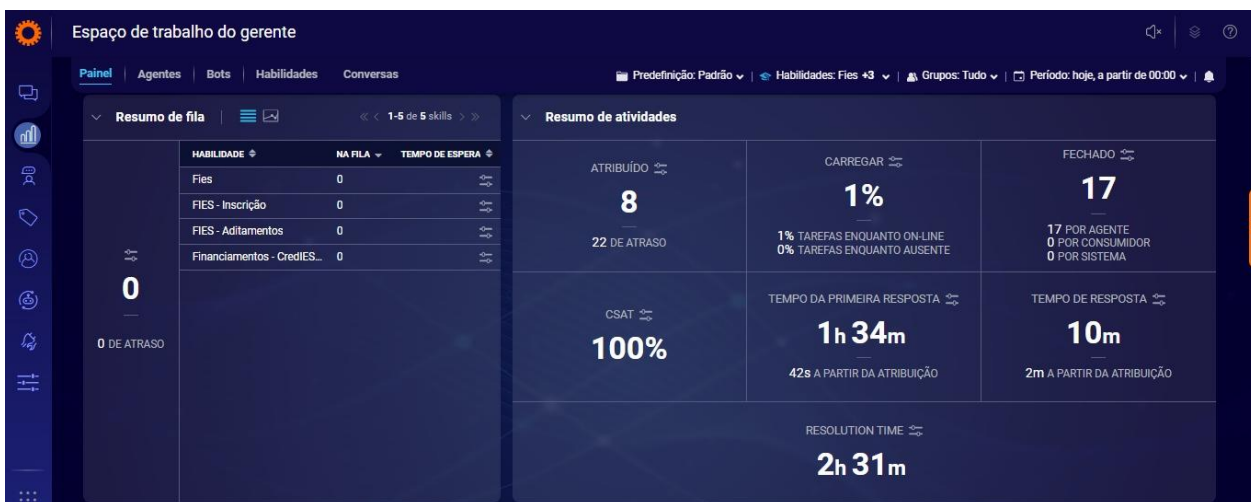 Espaço de trabalho do gerente
Painel | Agentes | Bots | Habilidades Conversas
Predefinição: Padrão | Habilidades: Fies +3 | Grupos: Tudo | Período: hoje, a partir de 00:00
Resumo de fila
1-5 de 5 skills
HABILIDADE NA FILA TEMPO DE ESPERA
Fies 0
FIES - Inscrição 0
FIES - Aditamentos 0
Financiamentos - CredIES... 0
0
0 DE ATRASO
Resumo de atividades
ATRIBUÍDO
8
22 DE ATRASO
CARREGAR
1%
1% TAREFAS ENQUANTO ON-LINE
0% TAREFAS ENQUANTO AUSENTE
FECHADO
17
17 POR AGENTE
0 POR CONSUMIDOR
0 POR SISTEMA
CSAT
100%
TEMPO DA PRIMEIRA RESPOSTA
1h 34m
42s A PARTIR DA ATRIBUIÇÃO
TEMPO DE RESPOSTA
10m
2m A PARTIR DA ATRIBUIÇÃO
RESOLUTION TIME
2h 31m